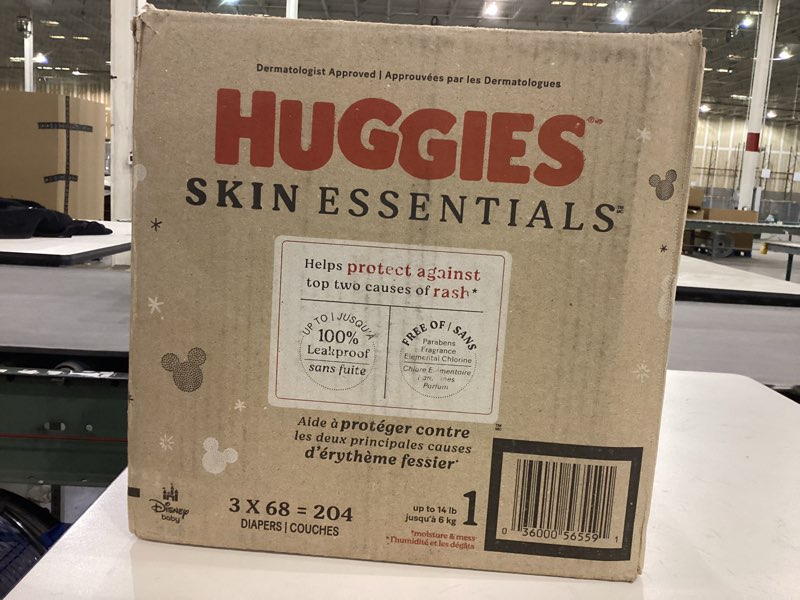 Dermatologist Approved | Approuvées par les Dermatologues
HUGGIES
SKIN ESSENTIALS
Helps protect against
top two causes of rash*
UP TO | JUSQU'À
100%
Leakproof
sans fuite
FREE OF | SANS
Parabens
Fragrance
Elemental Chlorine
Chlore
Parfum
Aide à protéger contre
les deux principales causes
d'érythème fessier*
Disney
baby
3 X 68 = 204
DIAPERS | COUCHES
up to 14 lb
jusqu'à 6 kg
1
*moisture & mess
*l'humidité et les dégâts
0 36000 56559 1